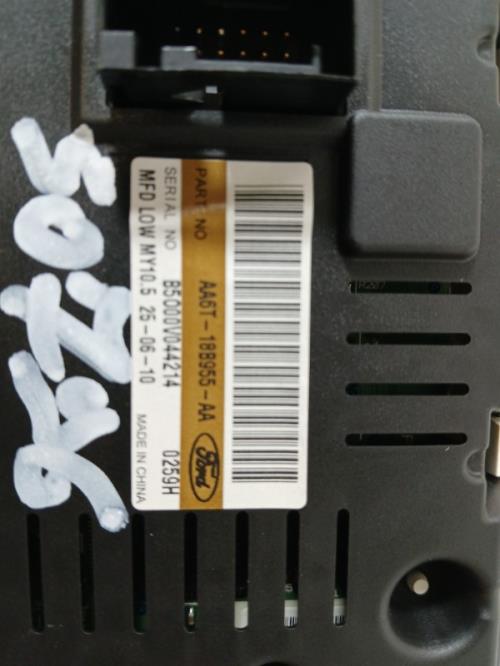 PART NO AA6T-18B955-AA Ford
SERIAL NO B5O00V044214 0259H
MFD LOW MY10.5 25-06-10 MADE IN CHINA